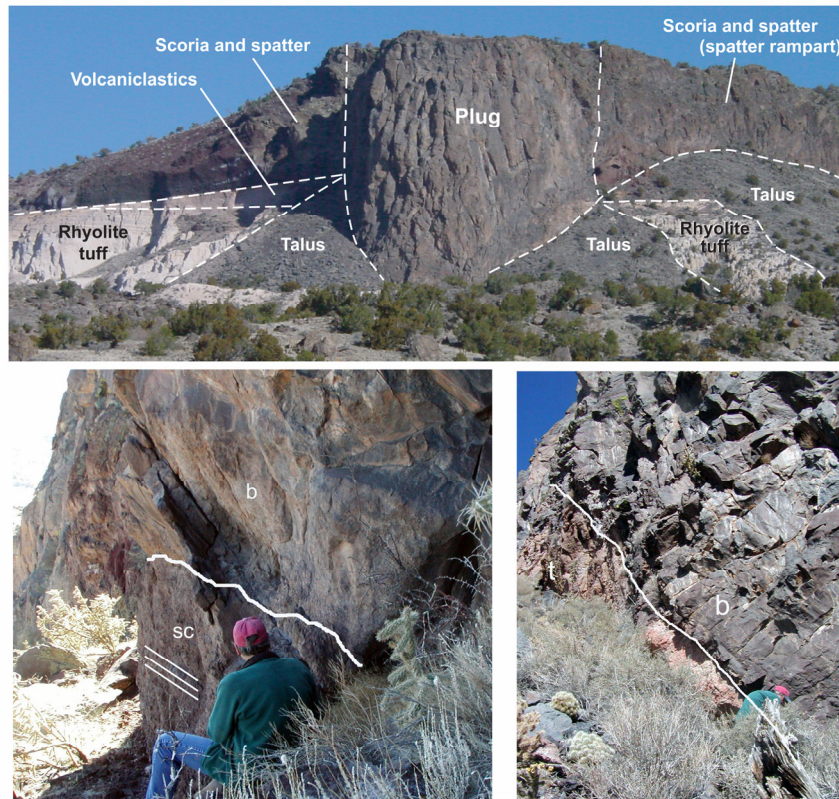 Scoria and spatter
(spatter rampart)
Scoria and spatter
Volcaniclastics
Plug
Talus
Rhyolite
tuff
Talus
Talus
Rhyolite
tuff
b
sc
t
b